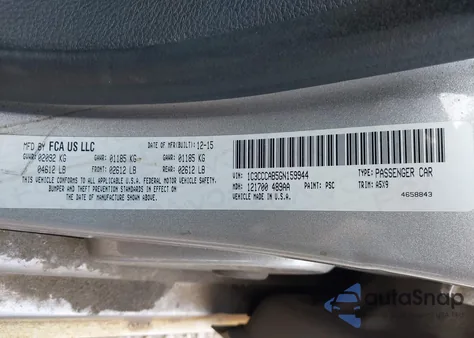 MFD BY FCA US LLC
DATE OF MFR(BUILT): 12-15
GVWR: 02092 KG GAWR: 01185 KG GAWR: 01185 KG
04612 LB FRONT: 02612 LB REAR: 02612 LB
THIS VEHICLE CONFORMS TO ALL APPLICABLE U.S.A. FEDERAL MOTOR VEHICLE SAFETY,
BUMPER AND THEFT PREVENTION STANDARDS IN EFFECT ON THE
DATE OF MANUFACTURE SHOWN ABOVE.
VIN: 1C3CCCAB5GN159944 TYPE: PASSENGER CAR
MDH: 121700 489AA PAINT: PSC TRIM: A5X9
VEHICLE MADE IN U.S.A. 4658843
autoSnap